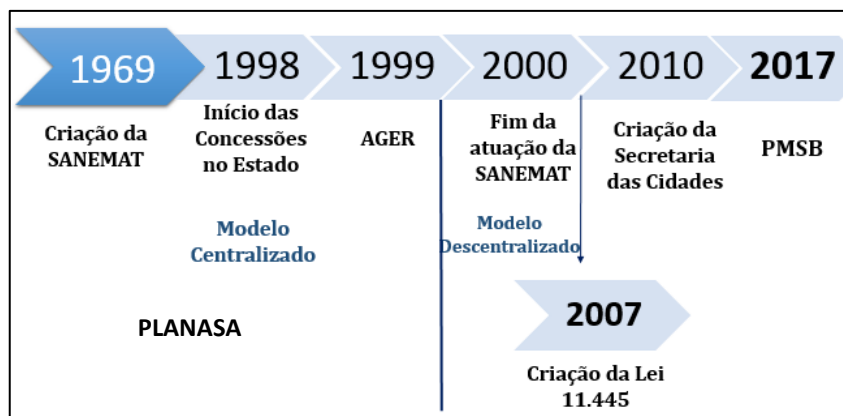 1969
1998
1999
2000
2010
2017
Criação da
SANEMAT
Início das
Concessões
no Estado
AGER
Fim da
atuação da
SANEMAT
Criação da
Secretaria
das Cidades
PMSB
Modelo
Centralizado
Modelo
Descentralizado
PLANASA
2007
Criação da Lei
11.445